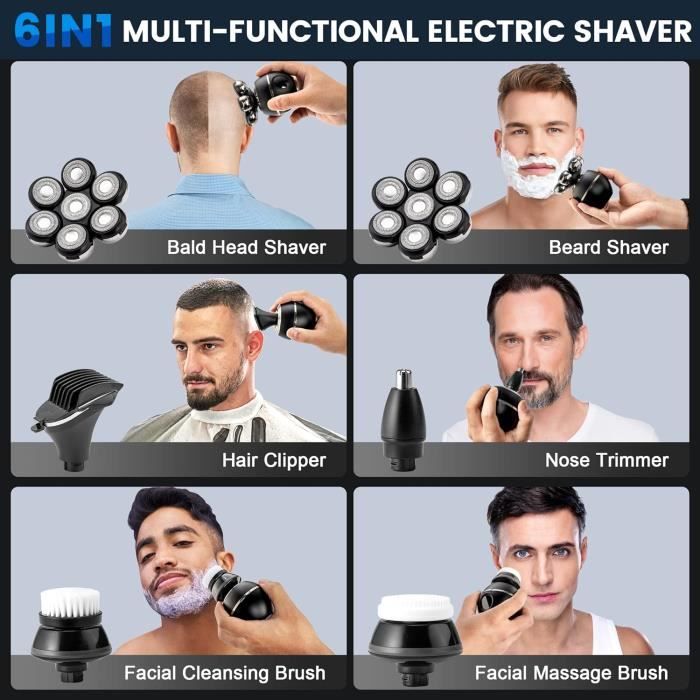 6IN1 MULTI-FUNCTIONAL ELECTRIC SHAVER
Bald Head Shaver
Beard Shaver
Hair Clipper
Nose Trimmer
Facial Cleansing Brush
Facial Massage Brush